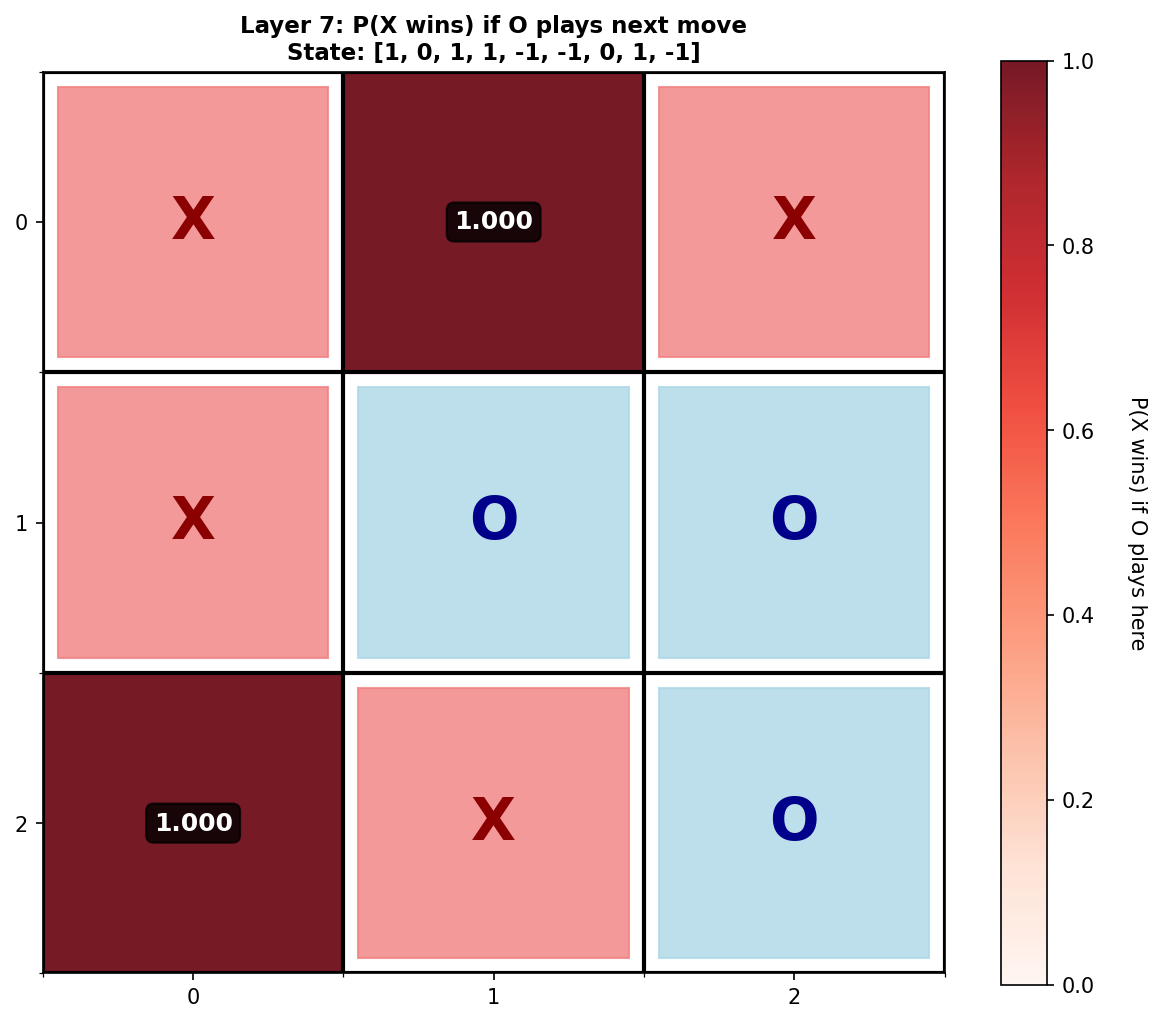 Layer 7: P(X wins) if O plays next move
State: [1, 0, 1, 1, -1, -1, 0, 1, -1]
X 1.000 X
X O O
1.000 X O
0
1
2
0 1 2
1.0
0.8
0.6
0.4
0.2
0.0
P(X wins) if O plays here